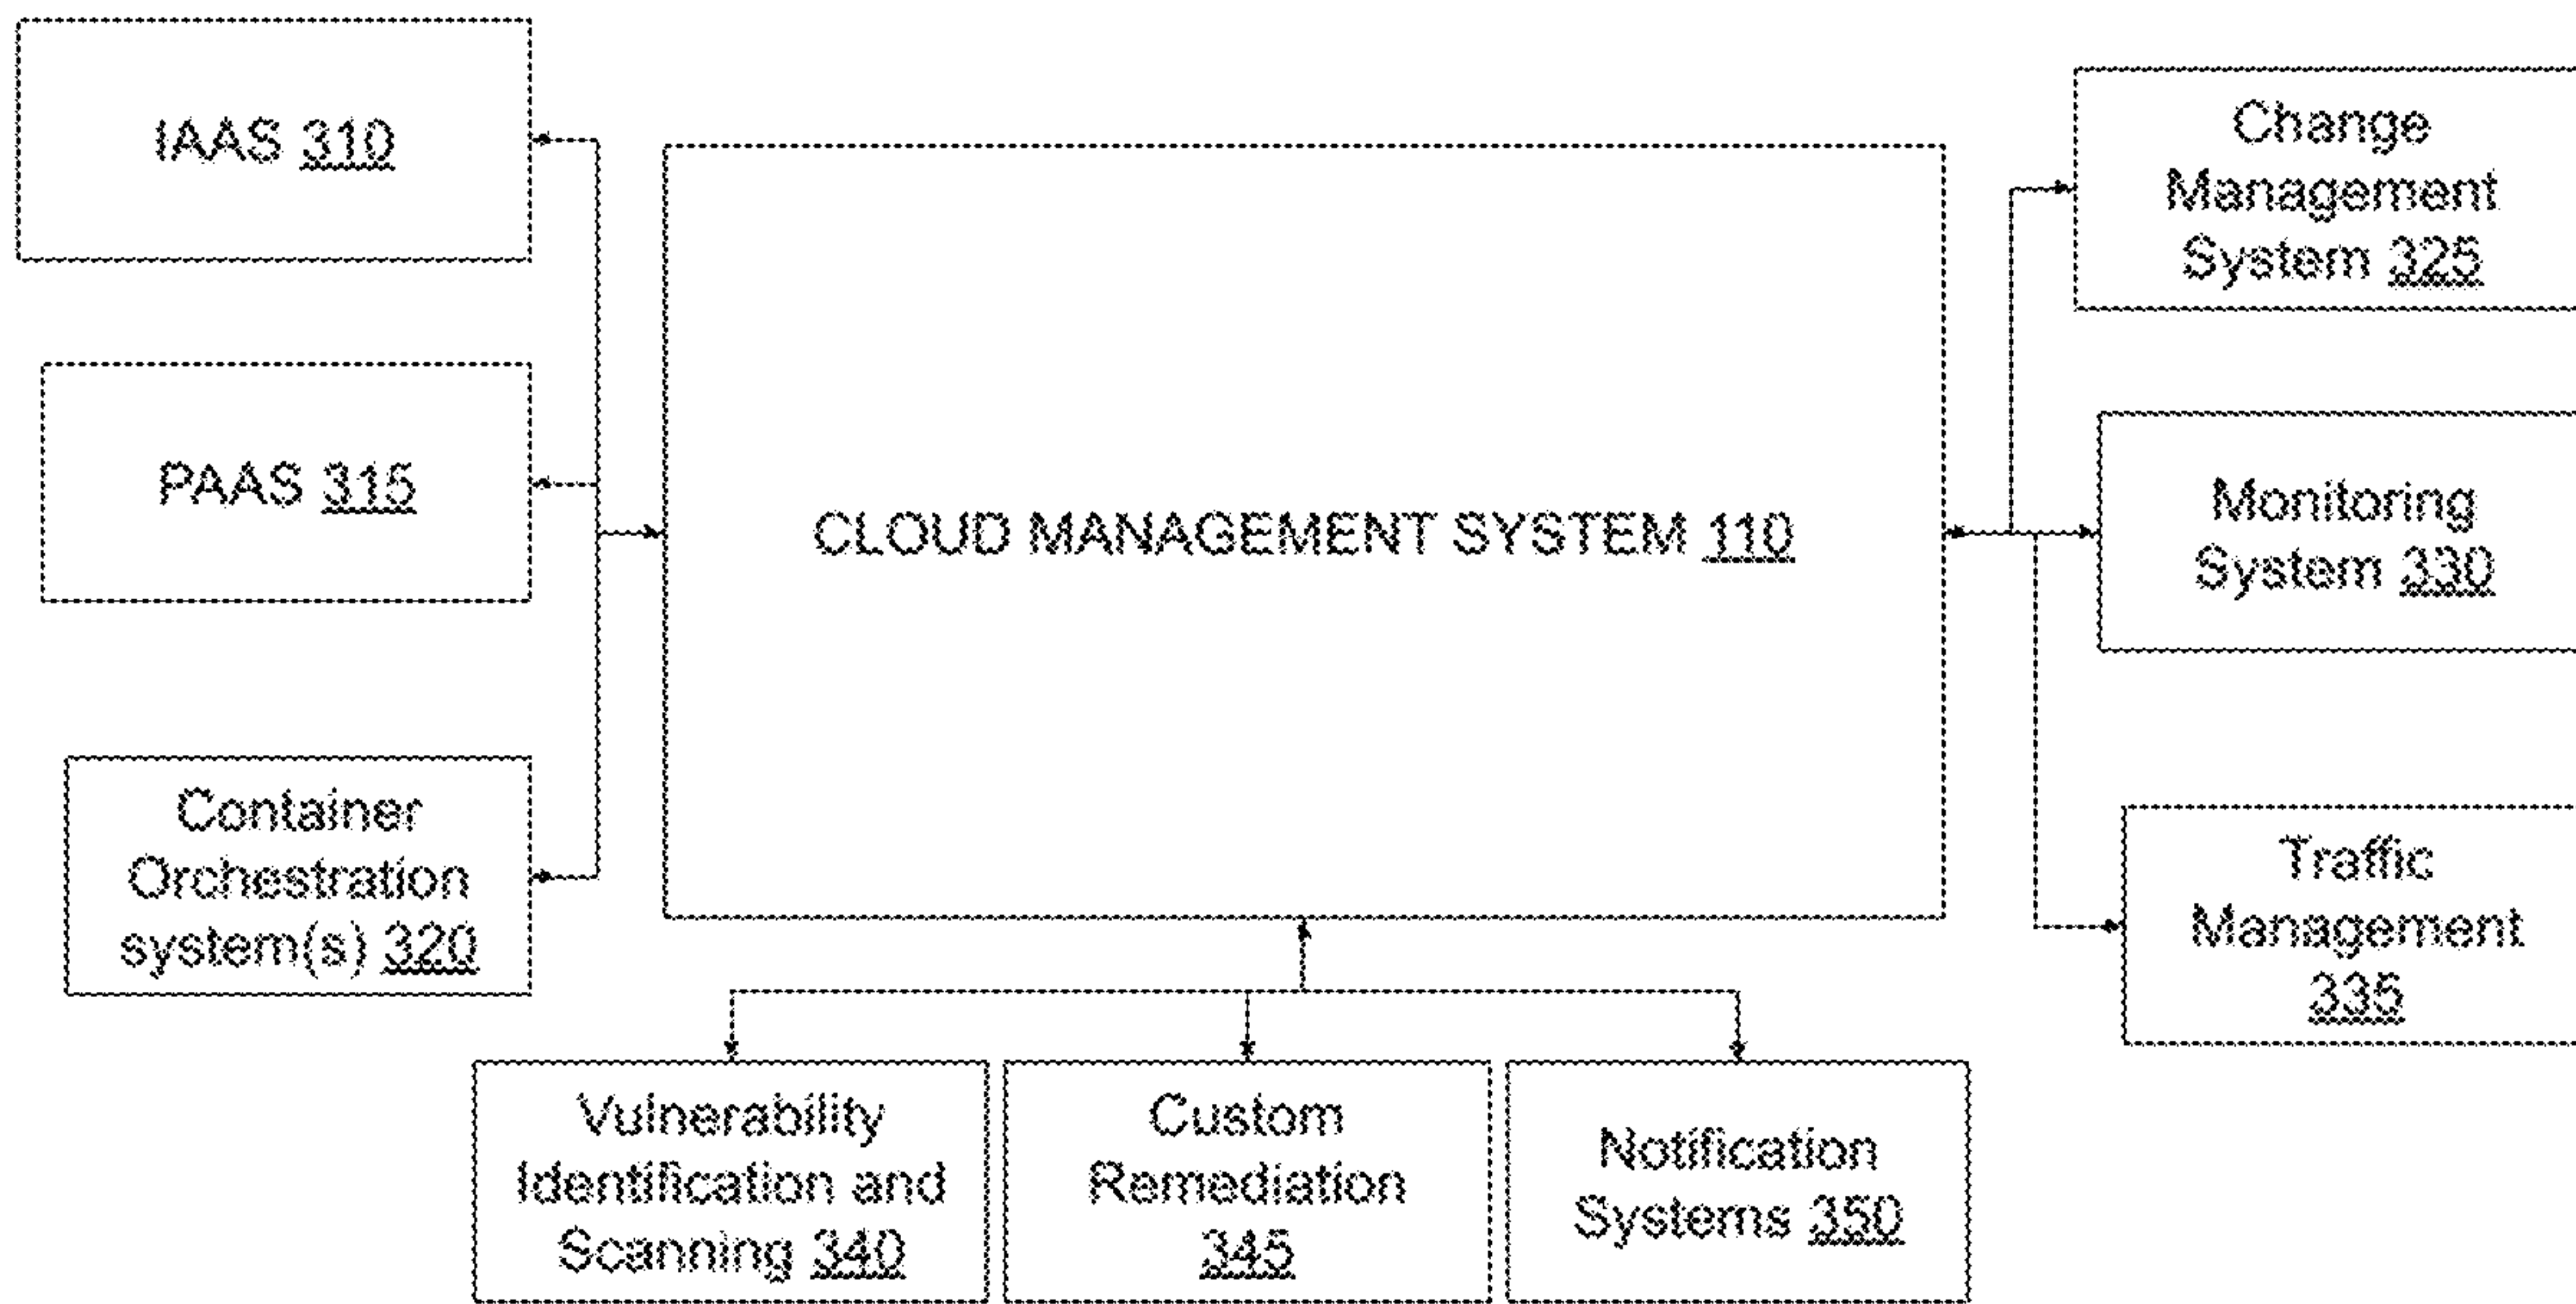 IAAS 310
PAAS 315
Container
Orchestration
system(s) 320
CLOUD MANAGEMENT SYSTEM 110
Change
Management
System 325
Monitoring
System 330
Traffic
Management
335
Vulnerability
Identification and
Scanning 340
Custom
Remediation
345
Notification
Systems 350